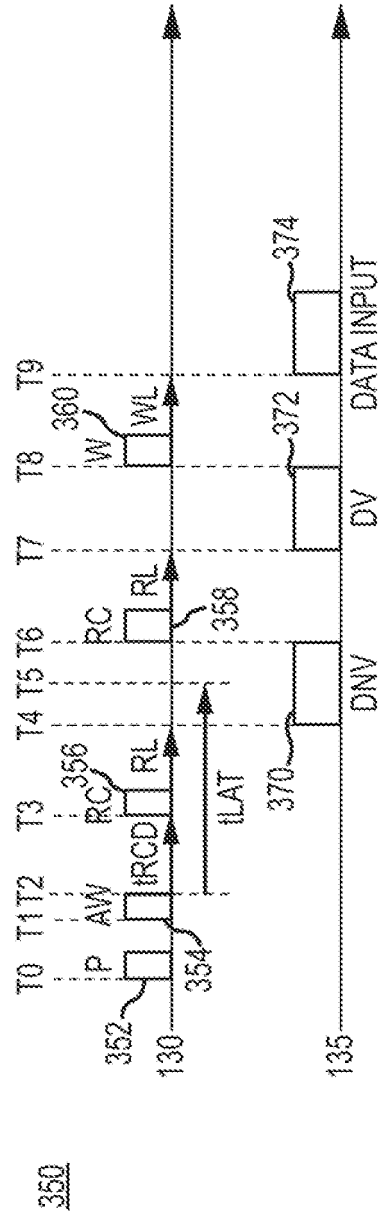 350
T0 T1 T2 T3 T4 T5 T6 T7 T8 T9
P AW RC 356 RC W 360
352 tRCD RL RL WL
130 354 358
tLAT
370 372 374
135
DNV DV DATA INPUT